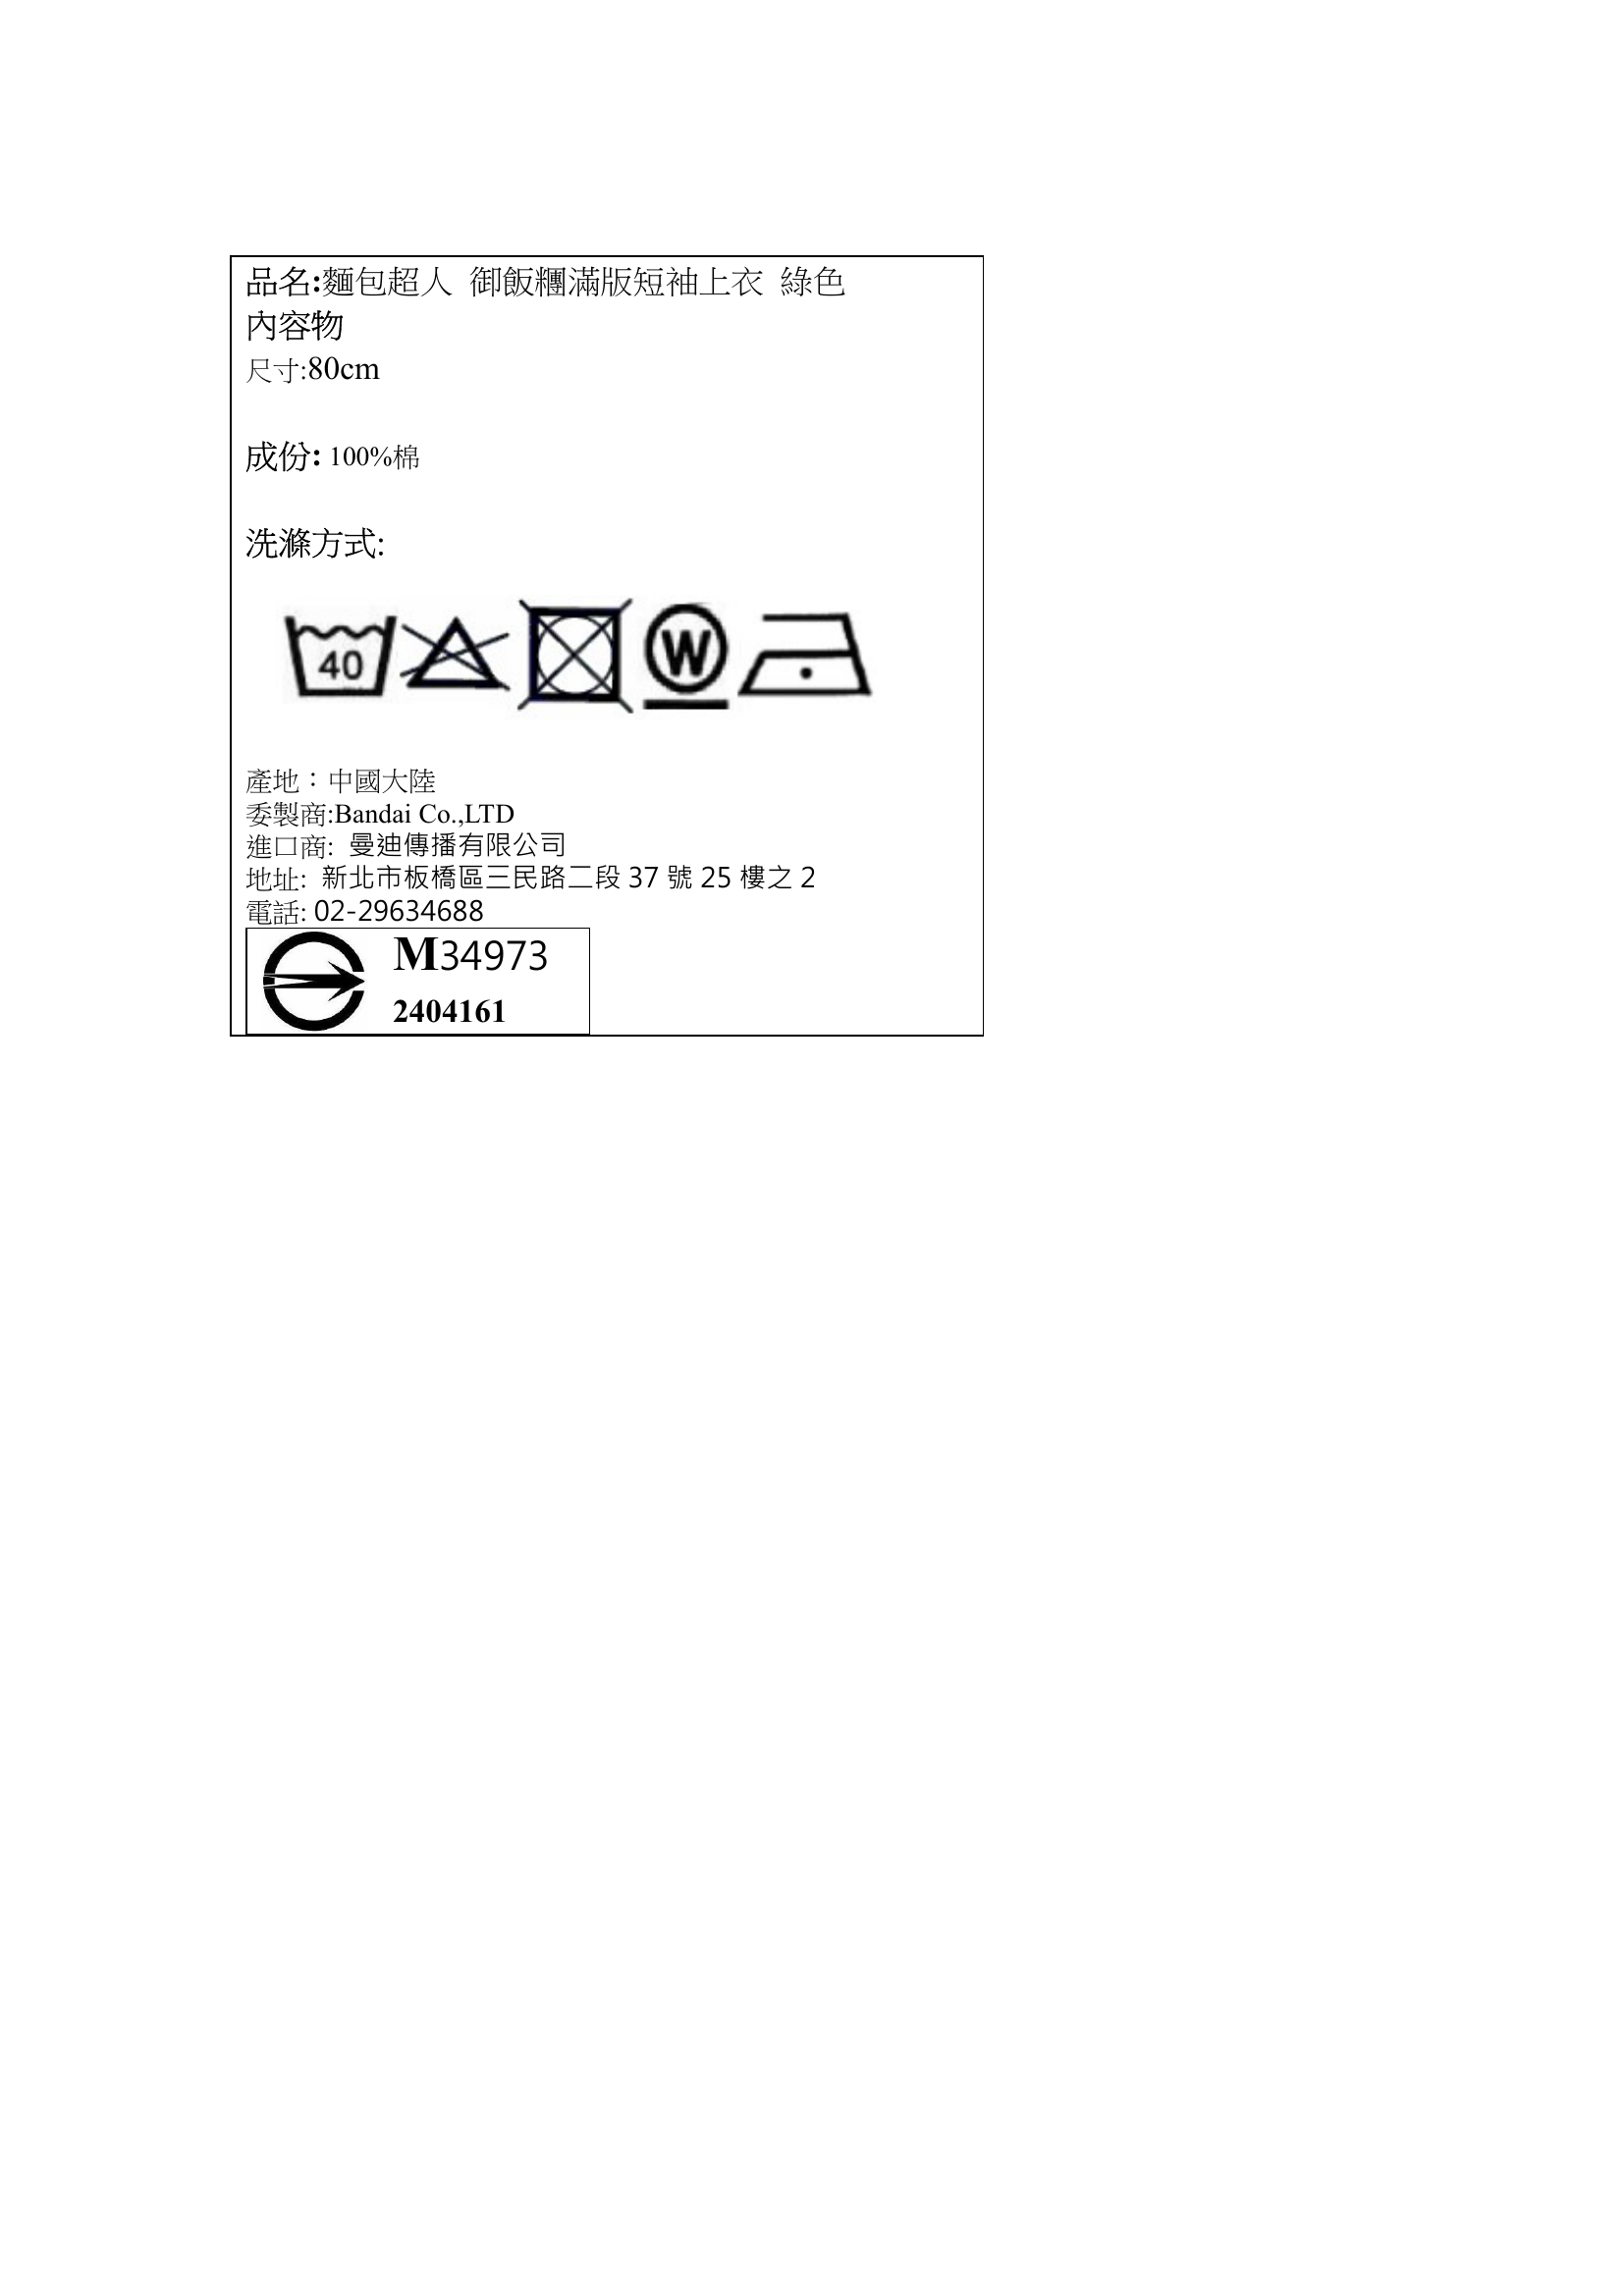 品名:麵包超人 御飯糰滿版短袖上衣 綠色
內容物
尺寸:80cm
成份: 100%棉
洗滌方式:
40 W
產地：中國大陸
委製商:Bandai Co.,LTD
進口商: 曼迪傳播有限公司
地址: 新北市板橋區三民路二段 37 號 25 樓之 2
電話: 02-29634688
M34973
2404161